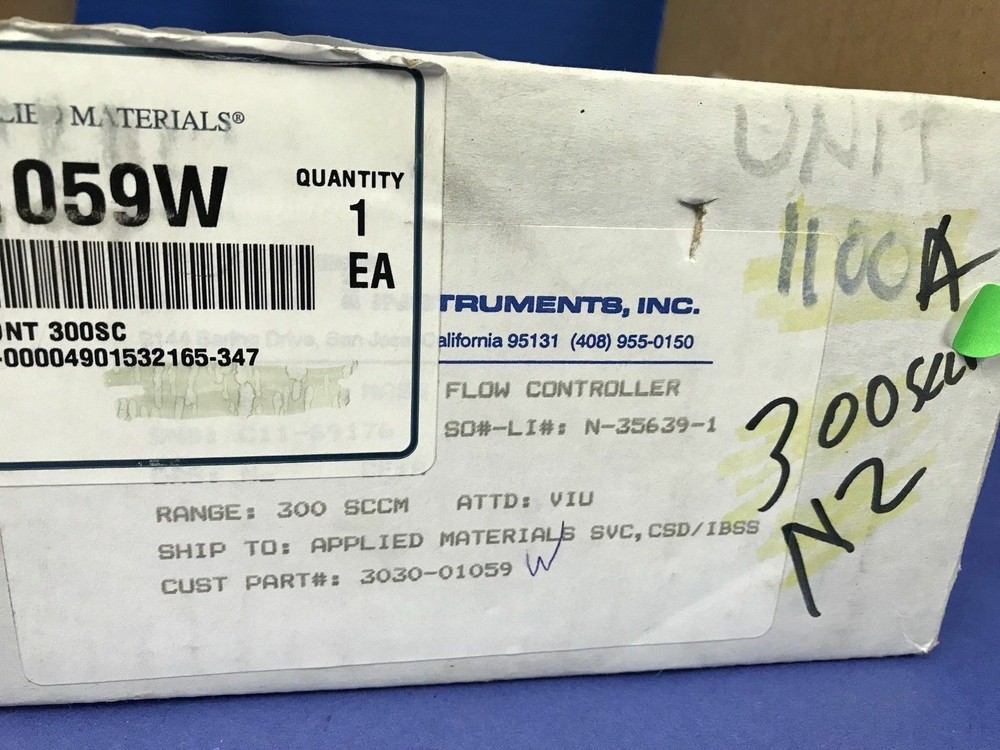 LIED MATERIALS®
059W
QUANTITY
1
EA
NT 300SC
-00004901532165-347
TRUMENTS, INC.
alifornia 95131 (408) 955-0150
FLOW CONTROLLER
SO#-LI#: N-35639-1
RANGE: 300 SCCM ATTD: VIU
SHIP TO: APPLIED MATERIALS SVC,CSD/IBSS
CUST PART#: 3030-01059 W
UNIT
1100A
300SCC
N2